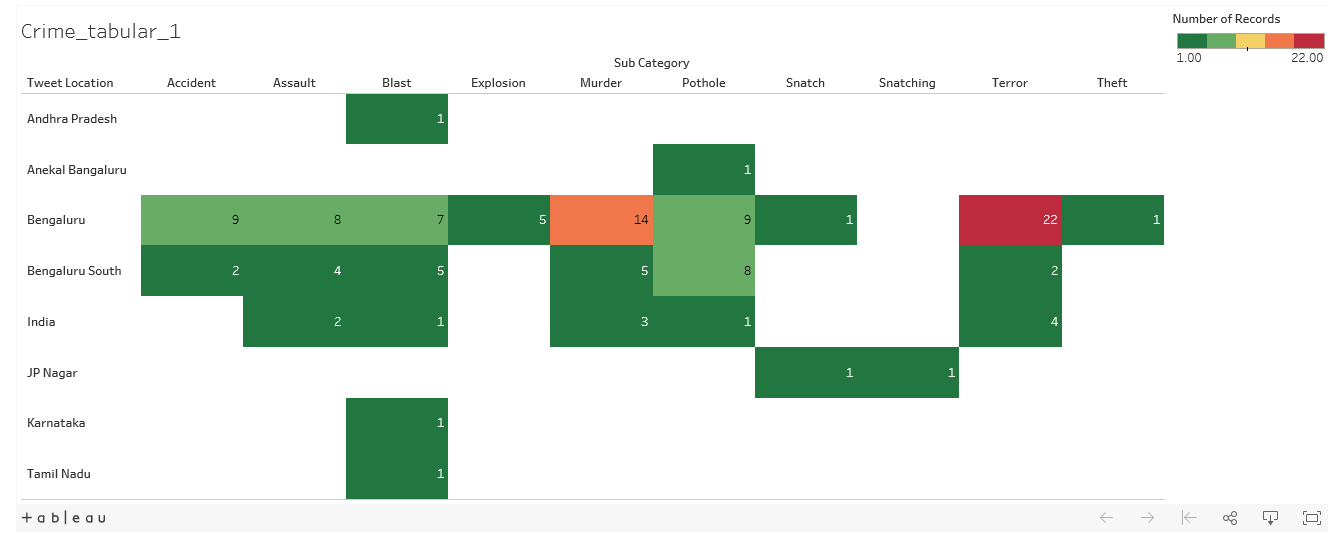 Crime_tabular_1
Number of Records
1.00 22.00
Sub Category
Tweet Location Accident Assault Blast Explosion Murder Pothole Snatch Snatching Terror Theft
Andhra Pradesh 1
Anekal Bangaluru 1
Bengaluru 9 8 7 5 14 9 1 22 1
Bengaluru South 2 4 5 5 8 2
India 2 1 3 1 4
JP Nagar 1 1
Karnataka 1
Tamil Nadu 1
+ a b | e a u